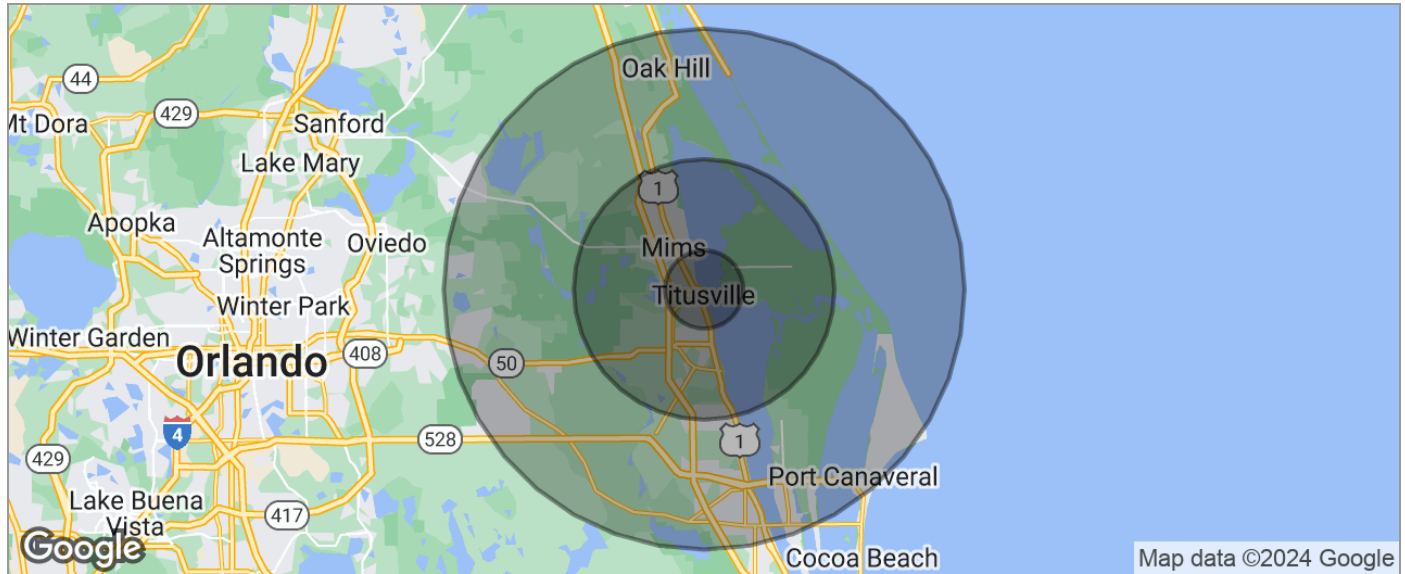 Oak Hill
44
429
Mt Dora
Sanford
Lake Mary
1
Apopka
Altamonte
Springs
Oviedo
Mims
Winter Park
Titusville
Winter Garden
Orlando
408
50
4
528
1
429
Port Canaveral
Lake Buena
Vista
417
Google
Cocoa Beach
Map data ©2024 Google